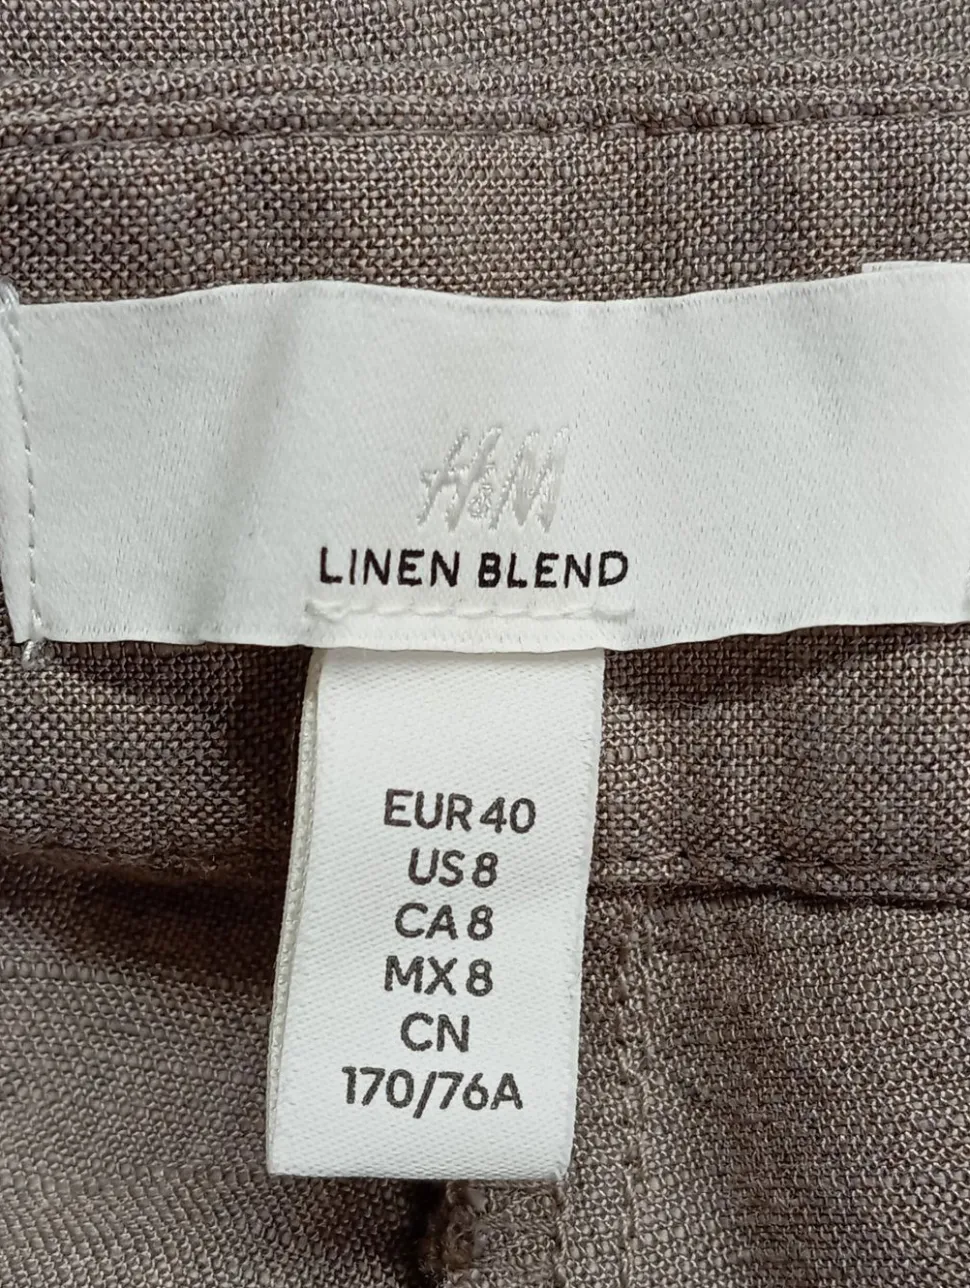 H&M
LINEN BLEND
EUR 40
US 8
CA 8
MX 8
CN
170/76A